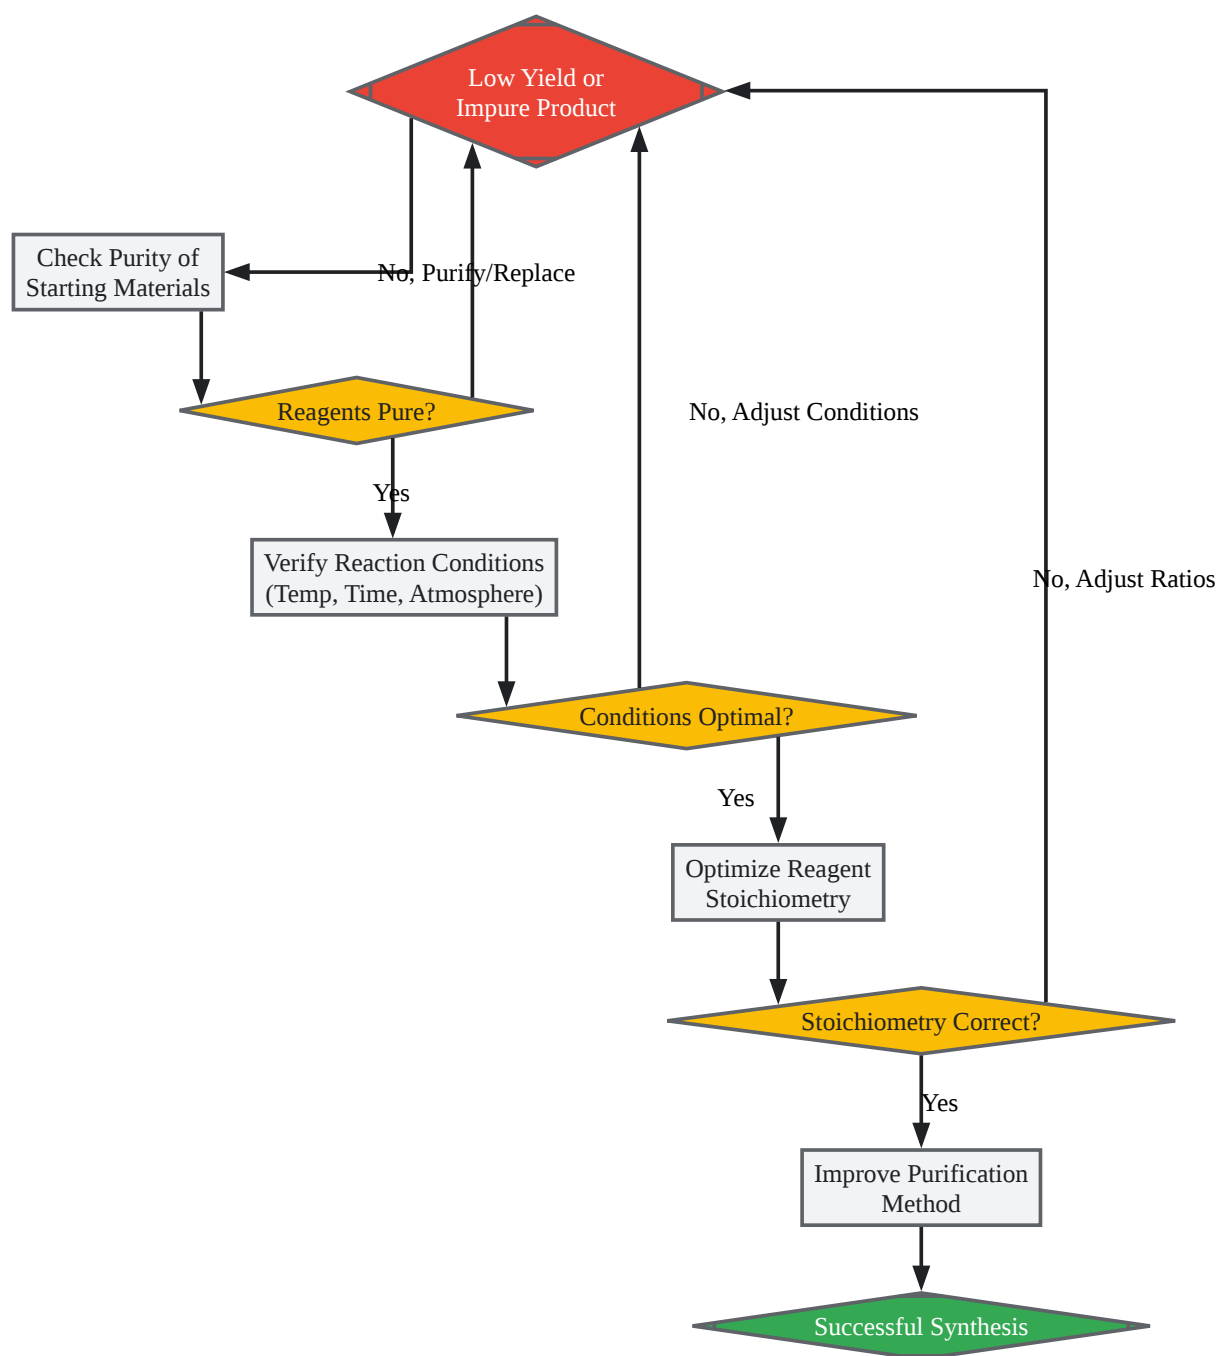 Low Yield or
Impure Product
Check Purity of
Starting Materials
No, Purify/Replace
Reagents Pure?
No, Adjust Conditions
Yes
Verify Reaction Conditions
(Temp, Time, Atmosphere)
No, Adjust Ratios
Conditions Optimal?
Yes
Optimize Reagent
Stoichiometry
Stoichiometry Correct?
Yes
Improve Purification
Method
Successful Synthesis